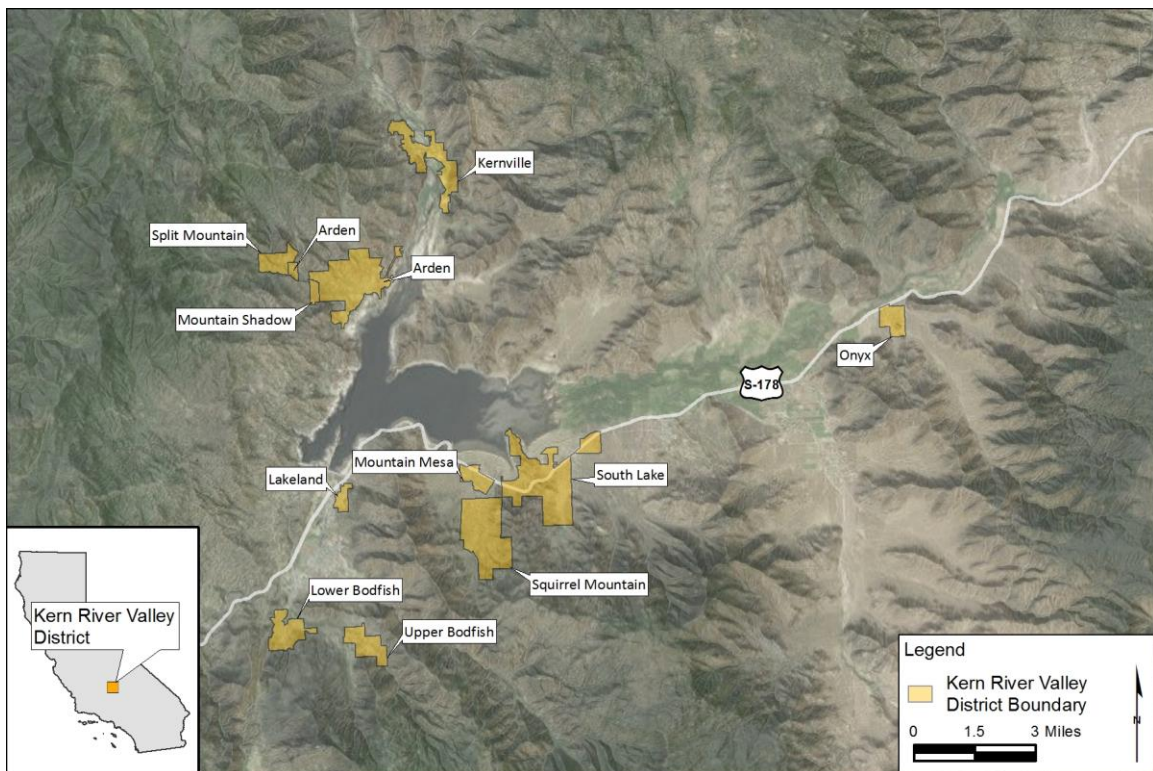 Kernville
Split Mountain
Arden
Arden
Mountain Shadow
Onyx
S-178
Mountain Mesa
Lakeland
South Lake
Squirrel Mountain
Lower Bodfish
Upper Bodfish
Kern River Valley
District
Legend
Kern River Valley
District Boundary
0 1.5 3 Miles
N